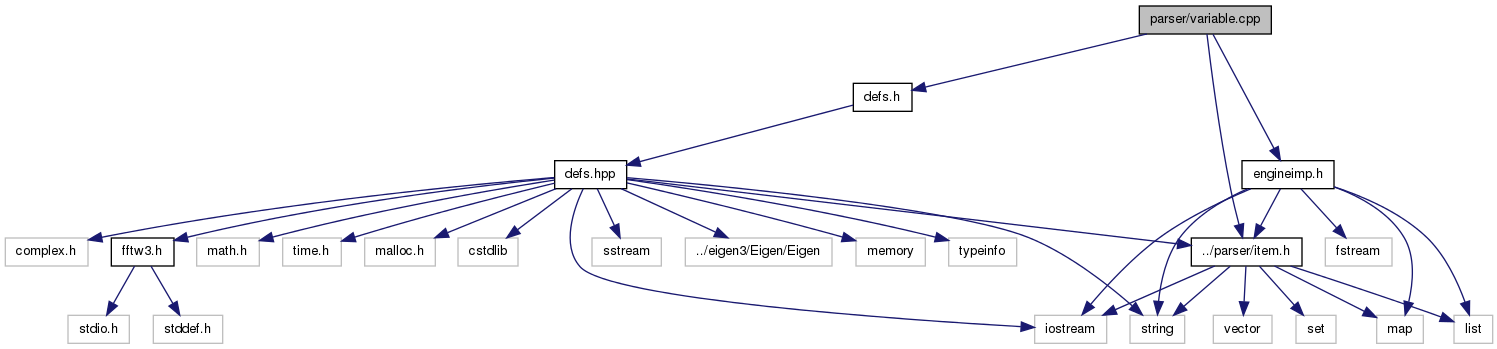 parser/variable.cpp
defs.h
defs.hpp
engineimp.h
complex.h
fftw3.h
math.h
time.h
malloc.h
cstdlib
sstream
../eigen3/Eigen/Eigen
memory
typeinfo
../parser/item.h
fstream
stdio.h
stddef.h
iostream
string
vector
set
map
list